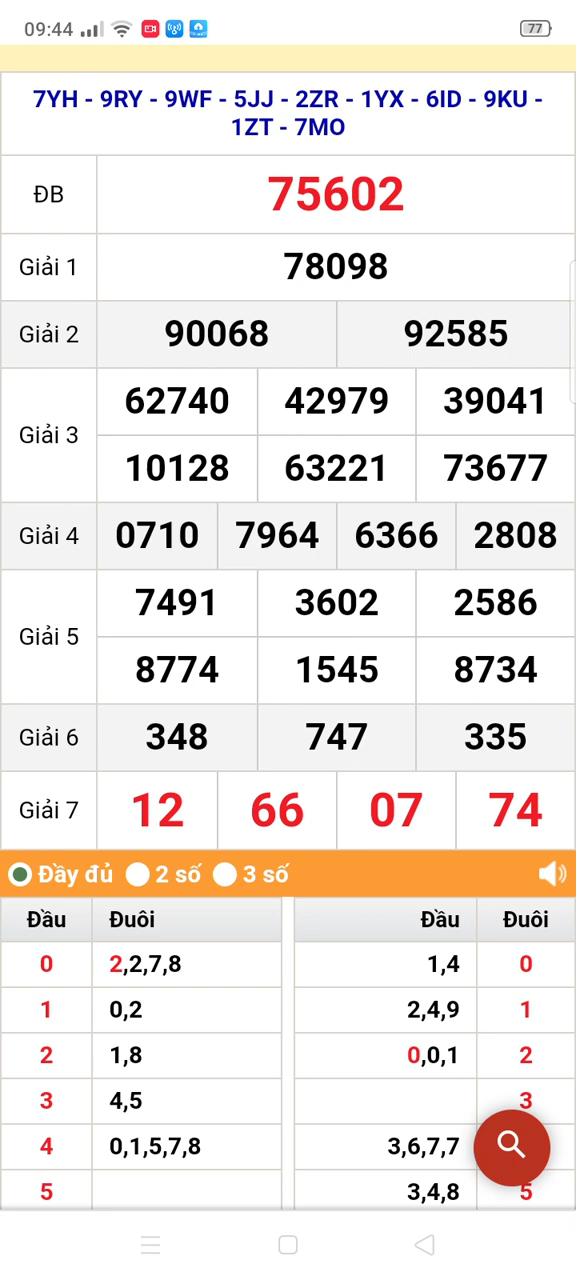 09:44
77
7YH - 9RY - 9WF - 5JJ - 2ZR - 1YX - 6ID - 9KU -
1ZT - 7MO
ĐB 75602
Giải 1 78098
Giải 2 90068 92585
Giải 3 62740 42979 39041
10128 63221 73677
Giải 4 0710 7964 6366 2808
Giải 5 7491 3602 2586
8774 1545 8734
Giải 6 348 747 335
Giải 7 12 66 07 74
Đầy đủ 2 số 3 số
Đầu Đuôi Đầu Đuôi
0 2,2,7,8 1,4 0
1 0,2 2,4,9 1
2 1,8 0,0,1 2
3 4,5 3
4 0,1,5,7,8 3,6,7,7
5 3,4,8 5